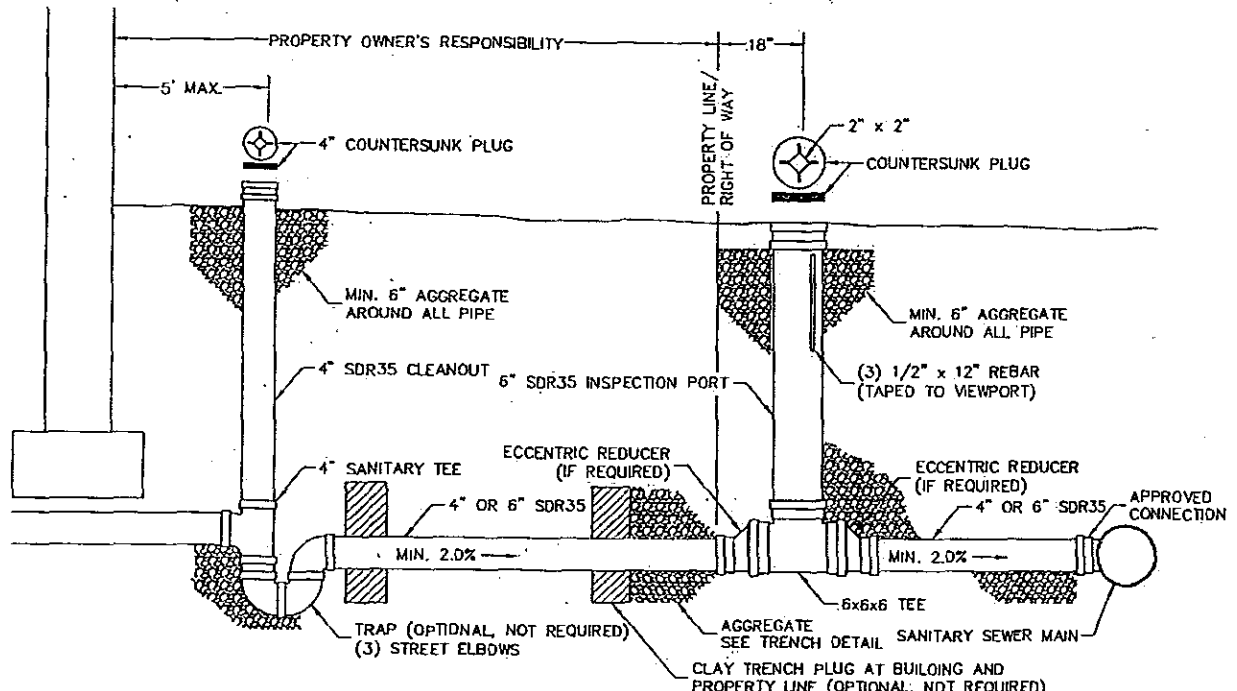 PROPERTY OWNER'S RESPONSIBILITY
18"
5' MAX.
PROPERTY LINE/
RIGHT OF WAY
2" x 2"
4" COUNTERSUNK PLUG
COUNTERSUNK PLUG
MIN. 6" AGGREGATE
AROUND ALL PIPE
MIN. 6" AGGREGATE
AROUND ALL PIPE
4" SDR35 CLEANOUT
6" SDR35 INSPECTION PORT
(3) 1/2" x 12" REBAR
(TAPED TO VIEWPORT)
ECCENTRIC REDUCER
(IF REQUIRED)
ECCENTRIC REDUCER
(IF REQUIRED)
4" SANITARY TEE
4" OR 6" SDR35
4" OR 6" SDR35
APPROVED
CONNECTION
MIN. 2.0%
MIN. 2.0%
6x6x6 TEE
TRAP (OPTIONAL, NOT REQUIRED)
(3) STREET ELBOWS
AGGREGATE
SEE TRENCH DETAIL
SANITARY SEWER MAIN
CLAY TRENCH PLUG AT BUILDING AND
PROPERTY LINE (OPTIONAL, NOT REQUIRED)